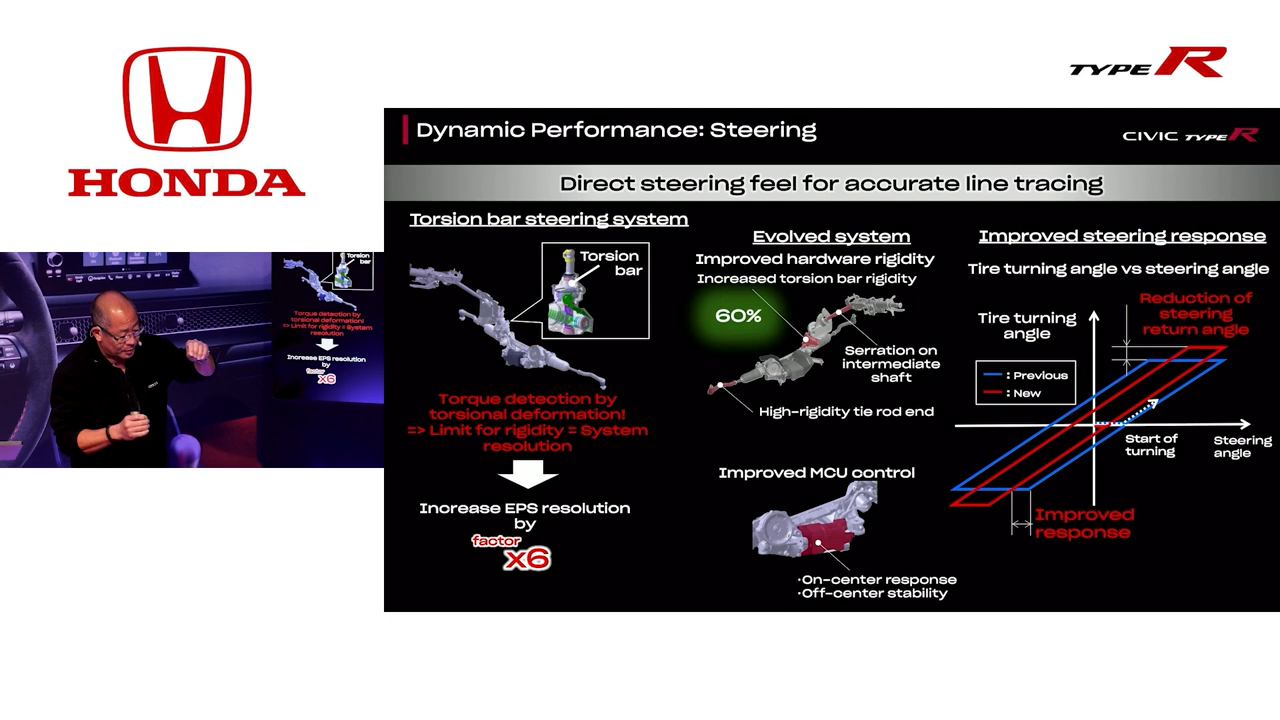 HONDA
TYPE R
Dynamic Performance: Steering
CIVIC TYPE R
Direct steering feel for accurate line tracing
Torsion bar steering system
Torsion
bar
Torque detection by
torsional deformation!
=> Limit for rigidity = System
resolution
Increase EPS resolution
by
factor
x6
Evolved system
Improved hardware rigidity
Increased torsion bar rigidity
60%
Serration on
intermediate
shaft
High-rigidity tie rod end
Improved MCU control
·On-center response
·Off-center stability
Improved steering response
Tire turning angle vs steering angle
Reduction of
steering
return angle
Tire turning
angle
: Previous
: New
Start of
turning
Steering
angle
Improved
response
Torsion
bar
Torque detection by
torsional deformation!
=> Limit for rigidity = System
resolution
Increase EPS resolution
by
factor
x6